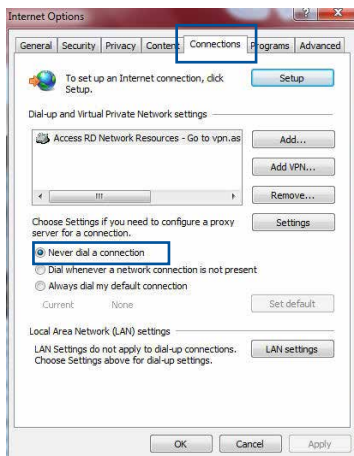 Internet Options
General Security Privacy Content Connections Programs Advanced
To set up an Internet connection, click Setup.
Setup
Dial-up and Virtual Private Network settings
Access RD Network Resources - Go to vpn.as
Add...
Add VPN...
Remove...
Choose Settings if you need to configure a proxy
server for a connection.
Settings
Never dial a connection
Dial whenever a network connection is not present
Always dial my default connection
Current None
Set default
Local Area Network (LAN) settings
LAN Settings do not apply to dial-up connections.
Choose Settings above for dial-up settings.
LAN settings
OK Cancel Apply